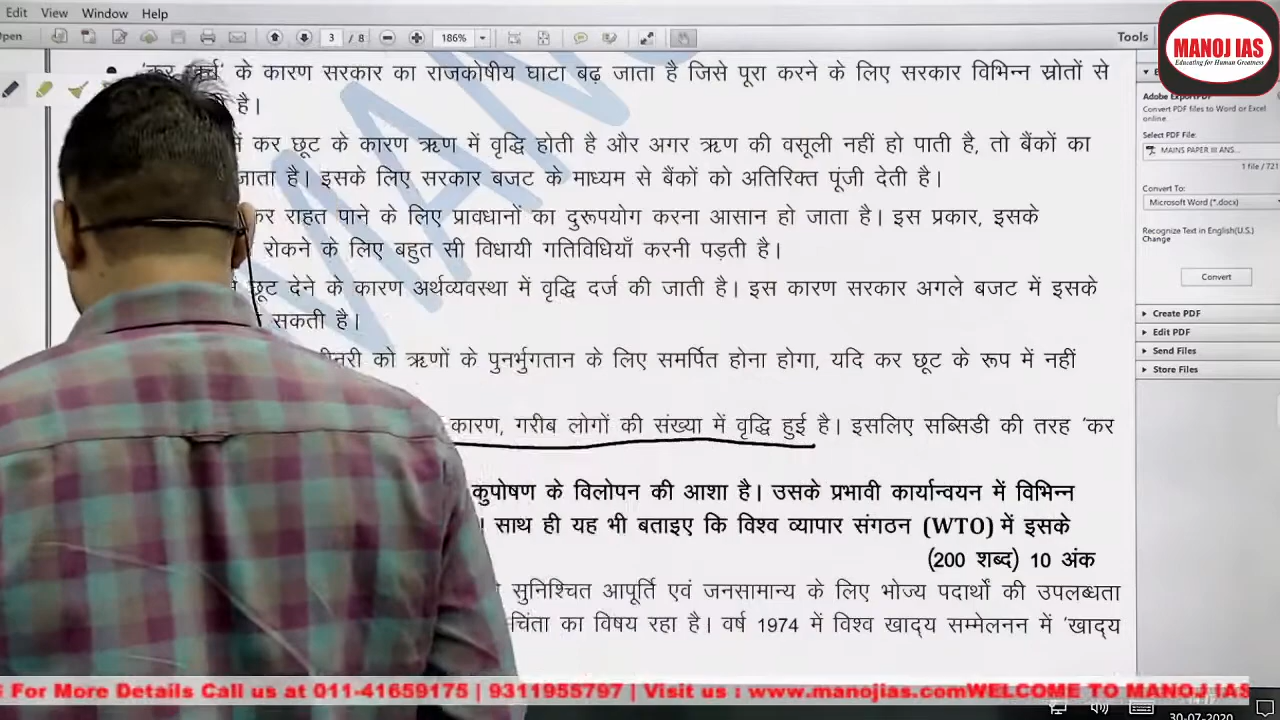 Edit View Window Help
Open
3 / 8
186%
Tools
MANOJ IAS
Educating for Human Greatness
के कारण सरकार का राजकोषीय घाटा बढ़ जाता है जिसे पूरा करने के लिए सरकार विभिन्न स्रोतों से
है।
में कर छूट के कारण ऋण में वृद्धि होती है और अगर ऋण की वसूली नहीं हो पाती है, तो बैंकों का
जाता है। इसके लिए सरकार बजट के माध्यम से बैंकों को अतिरिक्त पूंजी देती है।
कर राहत पाने के लिए प्रावधानों का दुरूपयोग करना आसान हो जाता है। इस प्रकार, इसके
रोकने के लिए बहुत सी विधायी गतिविधियाँ करनी पड़ती है।
छूट देने के कारण अर्थव्यवस्था में वृद्धि दर्ज की जाती है। इस कारण सरकार अगले बजट में इसके
सकती है।
को ऋणों के पुनर्भुगतान के लिए समर्पित होना होगा, यदि कर छूट के रूप में नहीं
कारण, गरीब लोगों की संख्या में वृद्धि हुई है। इसलिए सब्सिडी की तरह 'कर
कुपोषण के विलोपन की आशा है। उसके प्रभावी कार्यान्वयन में विभिन्न
। साथ ही यह भी बताइए कि विश्व व्यापार संगठन (WTO) में इसके
(200 शब्द) 10 अंक
सुनिश्चित आपूर्ति एवं जनसामान्य के लिए भोज्य पदार्थों की उपलब्धता
चिंता का विषय रहा है। वर्ष 1974 में विश्व खाद्य सम्मेलनन में 'खाद्य
Adobe ExportPDF
Convert PDF files to Word or Excel
online.
Select PDF File:
MAINS PAPER III ANS...
1 file / 721
Convert To:
Microsoft Word (*.docx)
Recognize Text in English(U.S.)
Change
Convert
Create PDF
Edit PDF
Send Files
Store Files
For More Details Call us at 011-41659175 | 9311955797 | Visit us : www.manojias.comWELCOME TO MANOJ IAS
30-07-2020